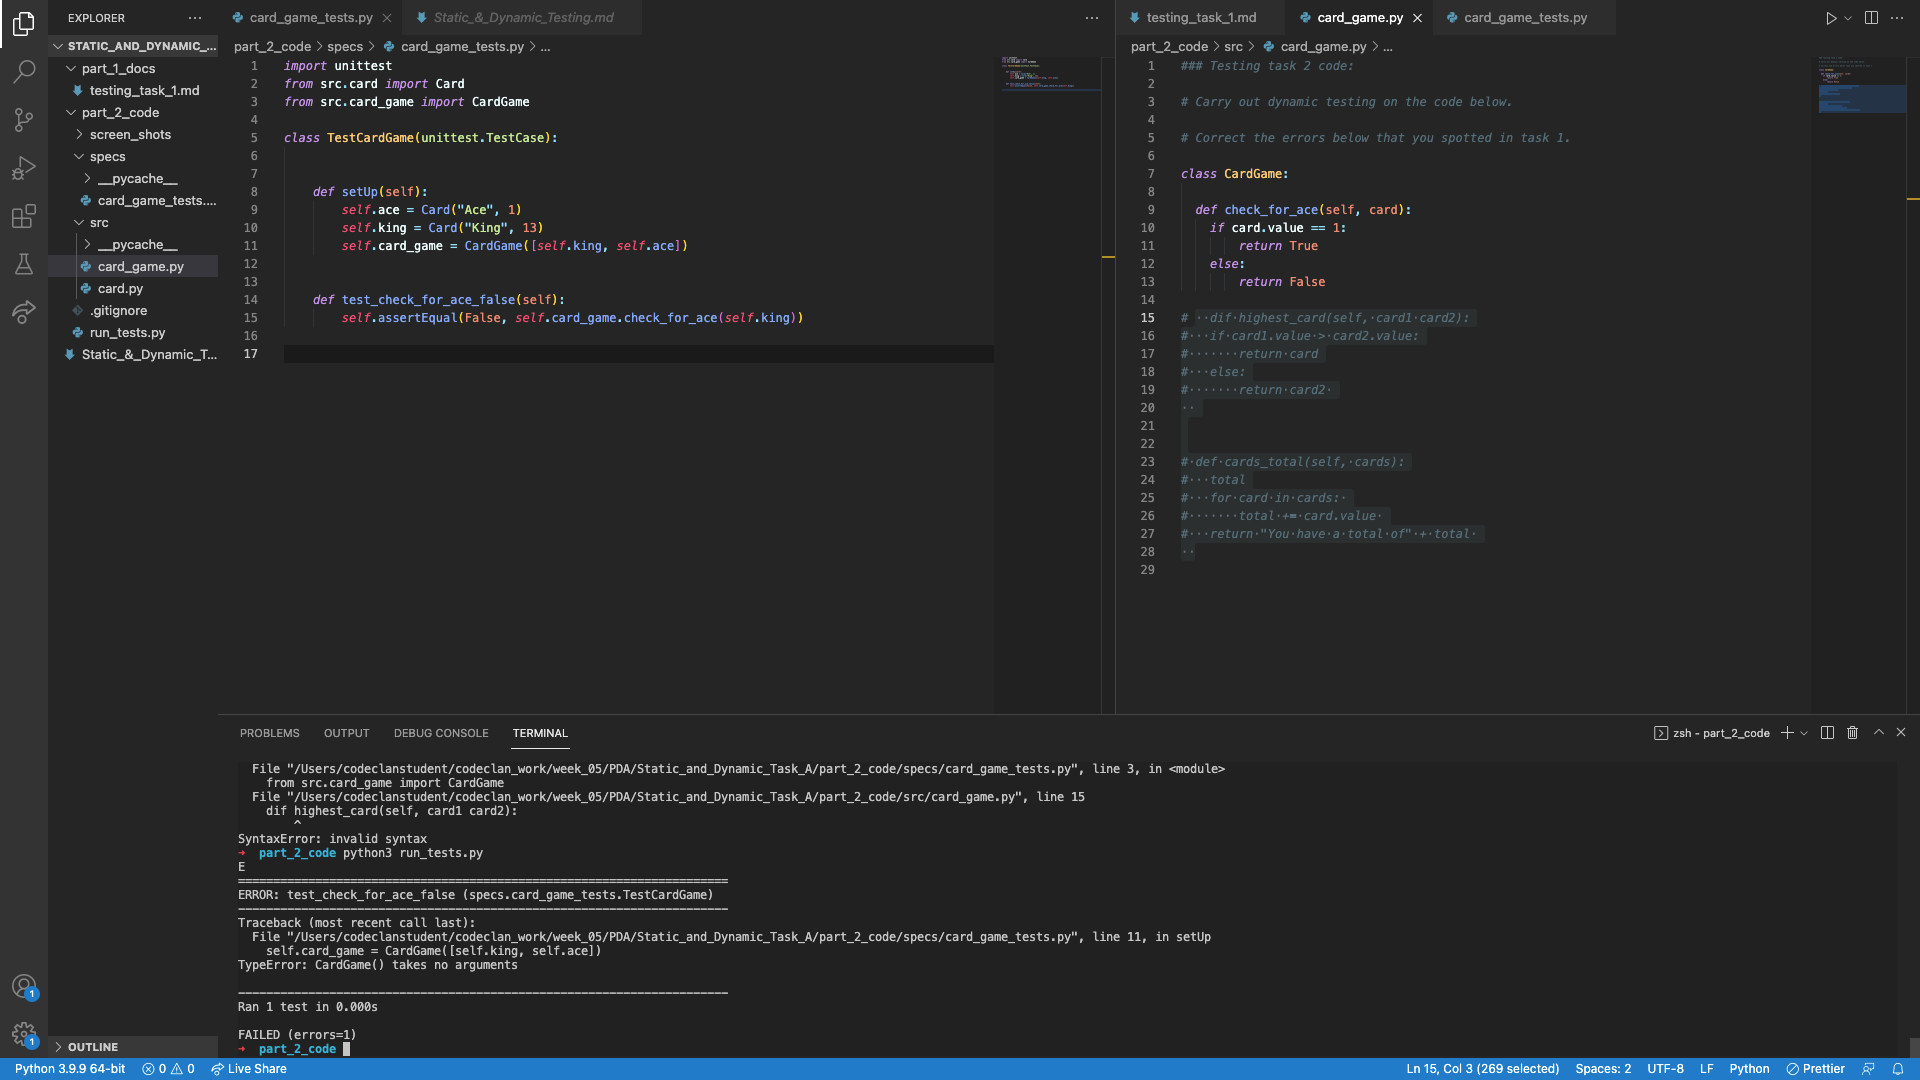 EXPLORER
STATIC_AND_DYNAMIC_...
part_1_docs
testing_task_1.md
part_2_code
screen_shots
specs
__pycache__
card_game_tests....
src
__pycache__
card_game.py
card.py
.gitignore
run_tests.py
Static_&_Dynamic_T...
OUTLINE
card_game_tests.py
Static_&_Dynamic_Testing.md
part_2_code > specs > card_game_tests.py > ...
1 import unittest
2 from src.card import Card
3 from src.card_game import CardGame
4
5 class TestCardGame(unittest.TestCase):
6
7
8 def setUp(self):
9 self.ace = Card("Ace", 1)
10 self.king = Card("King", 13)
11 self.card_game = CardGame([self.king, self.ace])
12
13
14 def test_check_for_ace_false(self):
15 self.assertEqual(False, self.card_game.check_for_ace(self.king))
16
17
testing_task_1.md
card_game.py
card_game_tests.py
part_2_code > src > card_game.py > ...
1 ### Testing task 2 code:
2
3 # Carry out dynamic testing on the code below.
4
5 # Correct the errors below that you spotted in task 1.
6
7 class CardGame:
8
9 def check_for_ace(self, card):
10 if card.value == 1:
11 return True
12 else:
13 return False
14
15 # ··dif·highest_card(self,·card1·card2):
16 #···if·card1.value·>·card2.value:
17 #·······return·card
18 #···else:
19 #·······return·card2·
20 ··
21
22
23 #·def·cards_total(self,·cards):
24 #···total
25 #···for·card·in·cards:·
26 #·······total·+=·card.value·
27 #···return·"You·have·a·total·of"·+·total·
28 ··
29
PROBLEMS OUTPUT DEBUG CONSOLE TERMINAL
zsh - part_2_code
File "/Users/codeclanstudent/codeclan_work/week_05/PDA/Static_and_Dynamic_Task_A/part_2_code/specs/card_game_tests.py", line 3, in <module>
from src.card_game import CardGame
File "/Users/codeclanstudent/codeclan_work/week_05/PDA/Static_and_Dynamic_Task_A/part_2_code/src/card_game.py", line 15
dif highest_card(self, card1 card2):
^
SyntaxError: invalid syntax
→ part_2_code python3 run_tests.py
E
======================================================================
ERROR: test_check_for_ace_false (specs.card_game_tests.TestCardGame)
----------------------------------------------------------------------
Traceback (most recent call last):
File "/Users/codeclanstudent/codeclan_work/week_05/PDA/Static_and_Dynamic_Task_A/part_2_code/specs/card_game_tests.py", line 11, in setUp
self.card_game = CardGame([self.king, self.ace])
TypeError: CardGame() takes no arguments
----------------------------------------------------------------------
Ran 1 test in 0.000s
FAILED (errors=1)
→ part_2_code
1
1
Python 3.9.9 64-bit 0 0 Live Share Ln 15, Col 3 (269 selected) Spaces: 2 UTF-8 LF Python Prettier